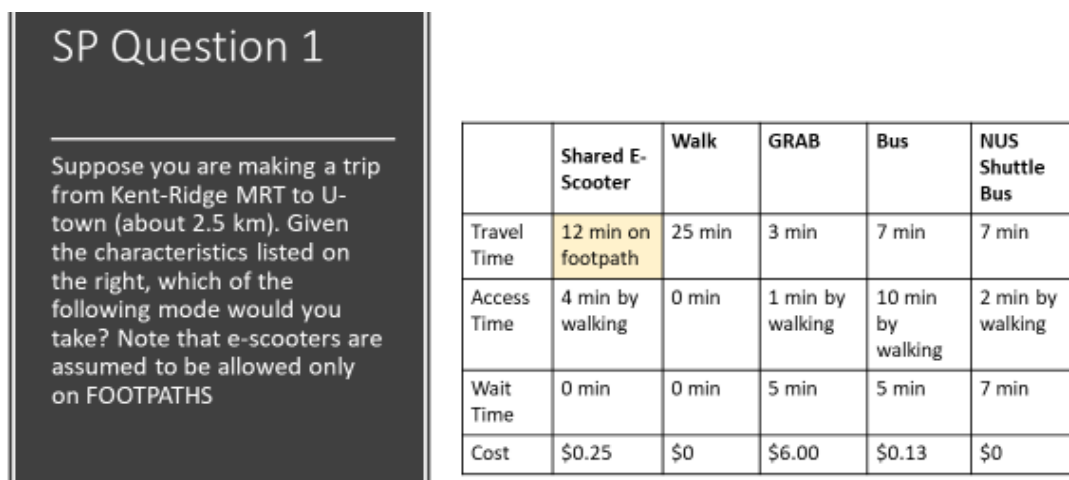 SP Question 1
Suppose you are making a trip
from Kent-Ridge MRT to U-
town (about 2.5 km). Given
the characteristics listed on
the right, which of the
following mode would you
take? Note that e-scooters are
assumed to be allowed only
on FOOTPATHS
Shared E-
Scooter
Walk
GRAB
Bus
NUS
Shuttle
Bus
Travel
Time
12 min on
footpath
25 min
3 min
7 min
7 min
Access
Time
4 min by
walking
0 min
1 min by
walking
10 min
by
walking
2 min by
walking
Wait
Time
0 min
0 min
5 min
5 min
7 min
Cost
$0.25
$0
$6.00
$0.13
$0